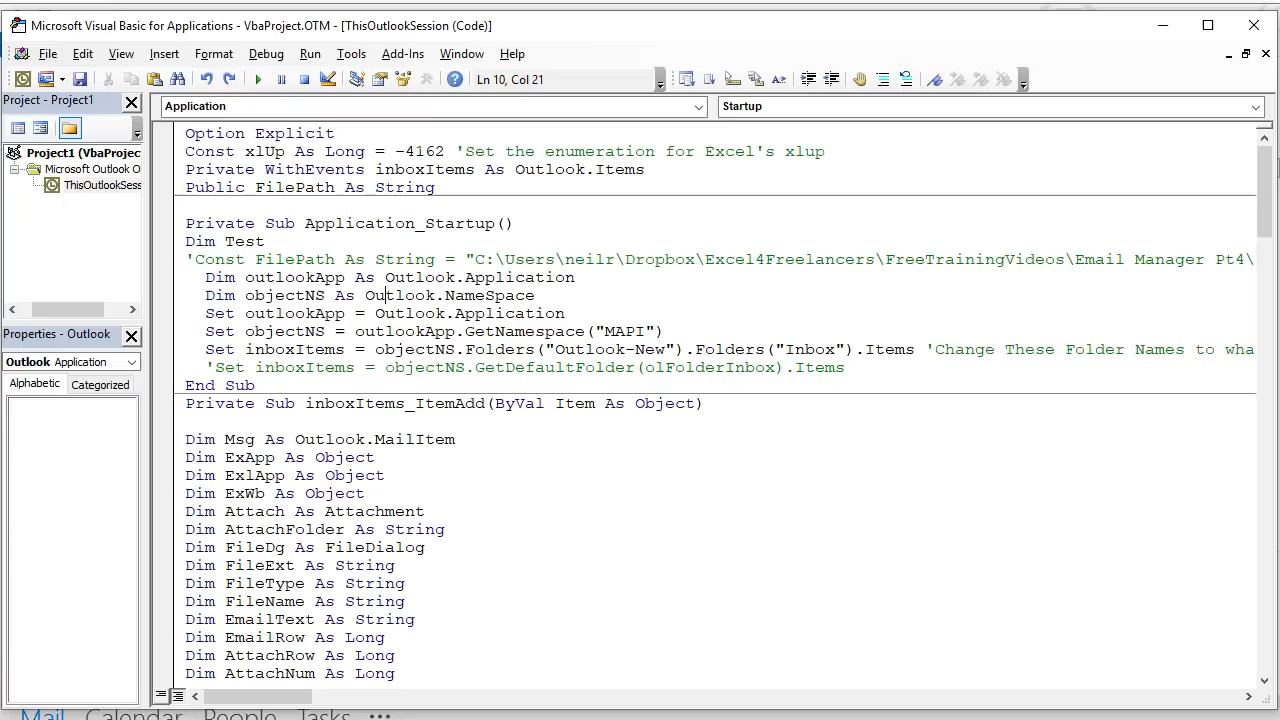 Microsoft Visual Basic for Applications - VbaProject.OTM - [ThisOutlookSession (Code)]
File Edit View Insert Format Debug Run Tools Add-Ins Window Help
Ln 10, Col 21
Project - Project1
Application
Startup
Project1 (VbaProjec
Microsoft Outlook O
ThisOutlookSess
Properties - Outlook
Outlook Application
Alphabetic Categorized
Option Explicit
Const xlUp As Long = -4162 'Set the enumeration for Excel's xlup
Private WithEvents inboxItems As Outlook.Items
Public FilePath As String
Private Sub Application_Startup()
Dim Test
'Const FilePath As String = "C:\Users\neilr\Dropbox\Excel4Freelancers\FreeTrainingVideos\Email Manager Pt4\
Dim outlookApp As Outlook.Application
Dim objectNS As Outlook.NameSpace
Set outlookApp = Outlook.Application
Set objectNS = outlookApp.GetNamespace("MAPI")
Set inboxItems = objectNS.Folders("Outlook-New").Folders("Inbox").Items 'Change These Folder Names to wha
'Set inboxItems = objectNS.GetDefaultFolder(olFolderInbox).Items
End Sub
Private Sub inboxItems_ItemAdd(ByVal Item As Object)
Dim Msg As Outlook.MailItem
Dim ExApp As Object
Dim ExlApp As Object
Dim ExWb As Object
Dim Attach As Attachment
Dim AttachFolder As String
Dim FileDg As FileDialog
Dim FileExt As String
Dim FileType As String
Dim FileName As String
Dim EmailText As String
Dim EmailRow As Long
Dim AttachRow As Long
Dim AttachNum As Long
Mail Calendar People Tasks •••